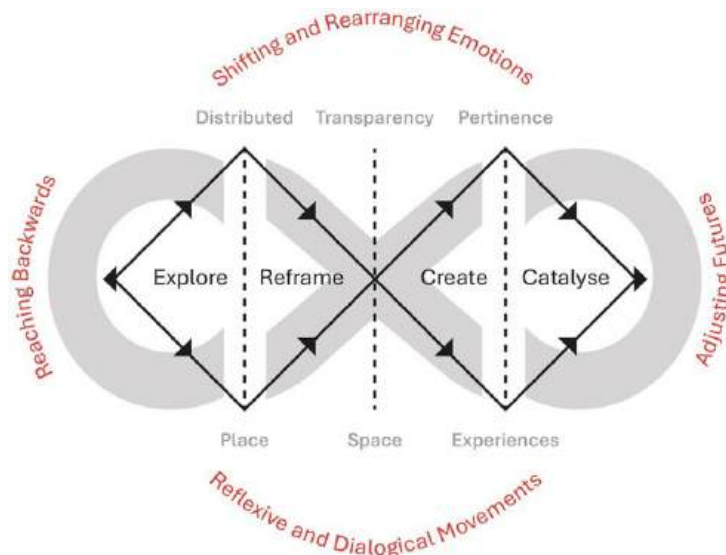 Shifting and Rearranging Emotions
Distributed Transparency Pertinence
Reaching Backwards
Explore Reframe Create Catalyse
Adjusting Futures
Place Space Experiences
Reflexive and Dialogical Movements